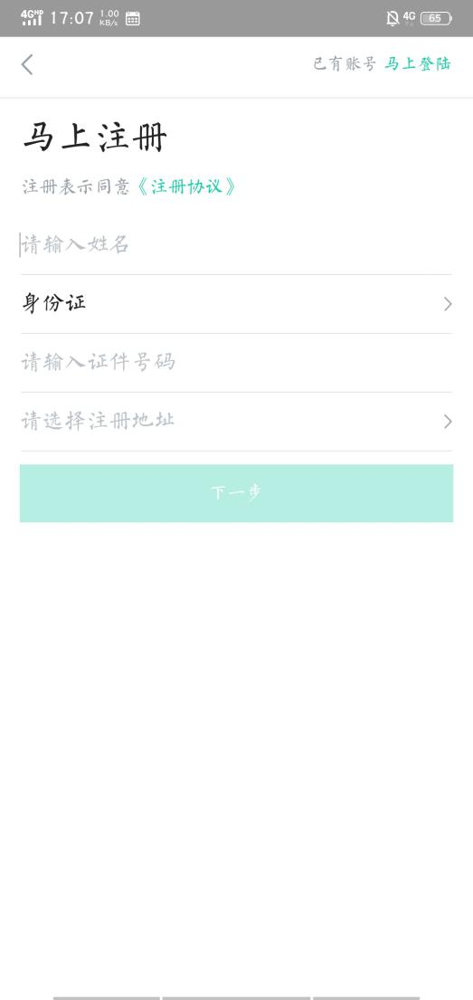 4GHD 17:07 1.00 KB/s 4G 65
已有账号 马上登陆
马上注册
注册表示同意《注册协议》
请输入姓名
身份证
请输入证件号码
请选择注册地址
下一步